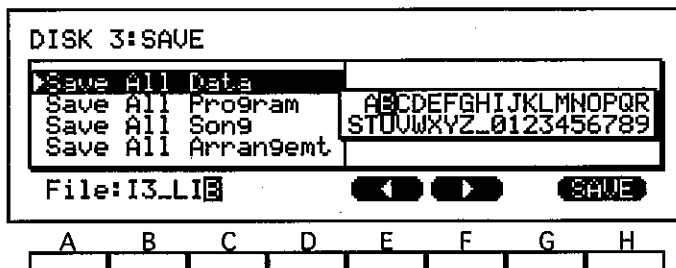 DISK 3:SAVE
Save All Data
Save All Program
Save All Song
Save All Arrangemt
ABCDEFGHIJKLMNOPQR
STUVWXYZ_0123456789
File:I3_LIB
SAVE
A B C D E F G H